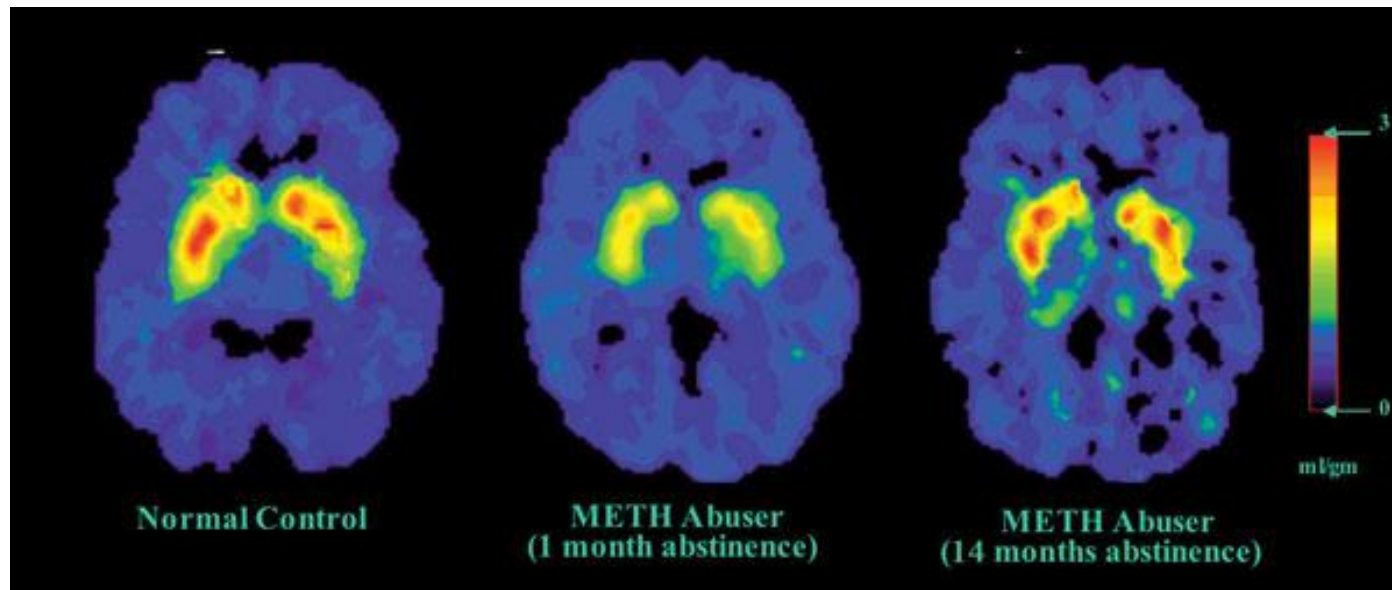 3
0
ml/gm
Normal Control
METH Abuser
(1 month abstinence)
METH Abuser
(14 months abstinence)